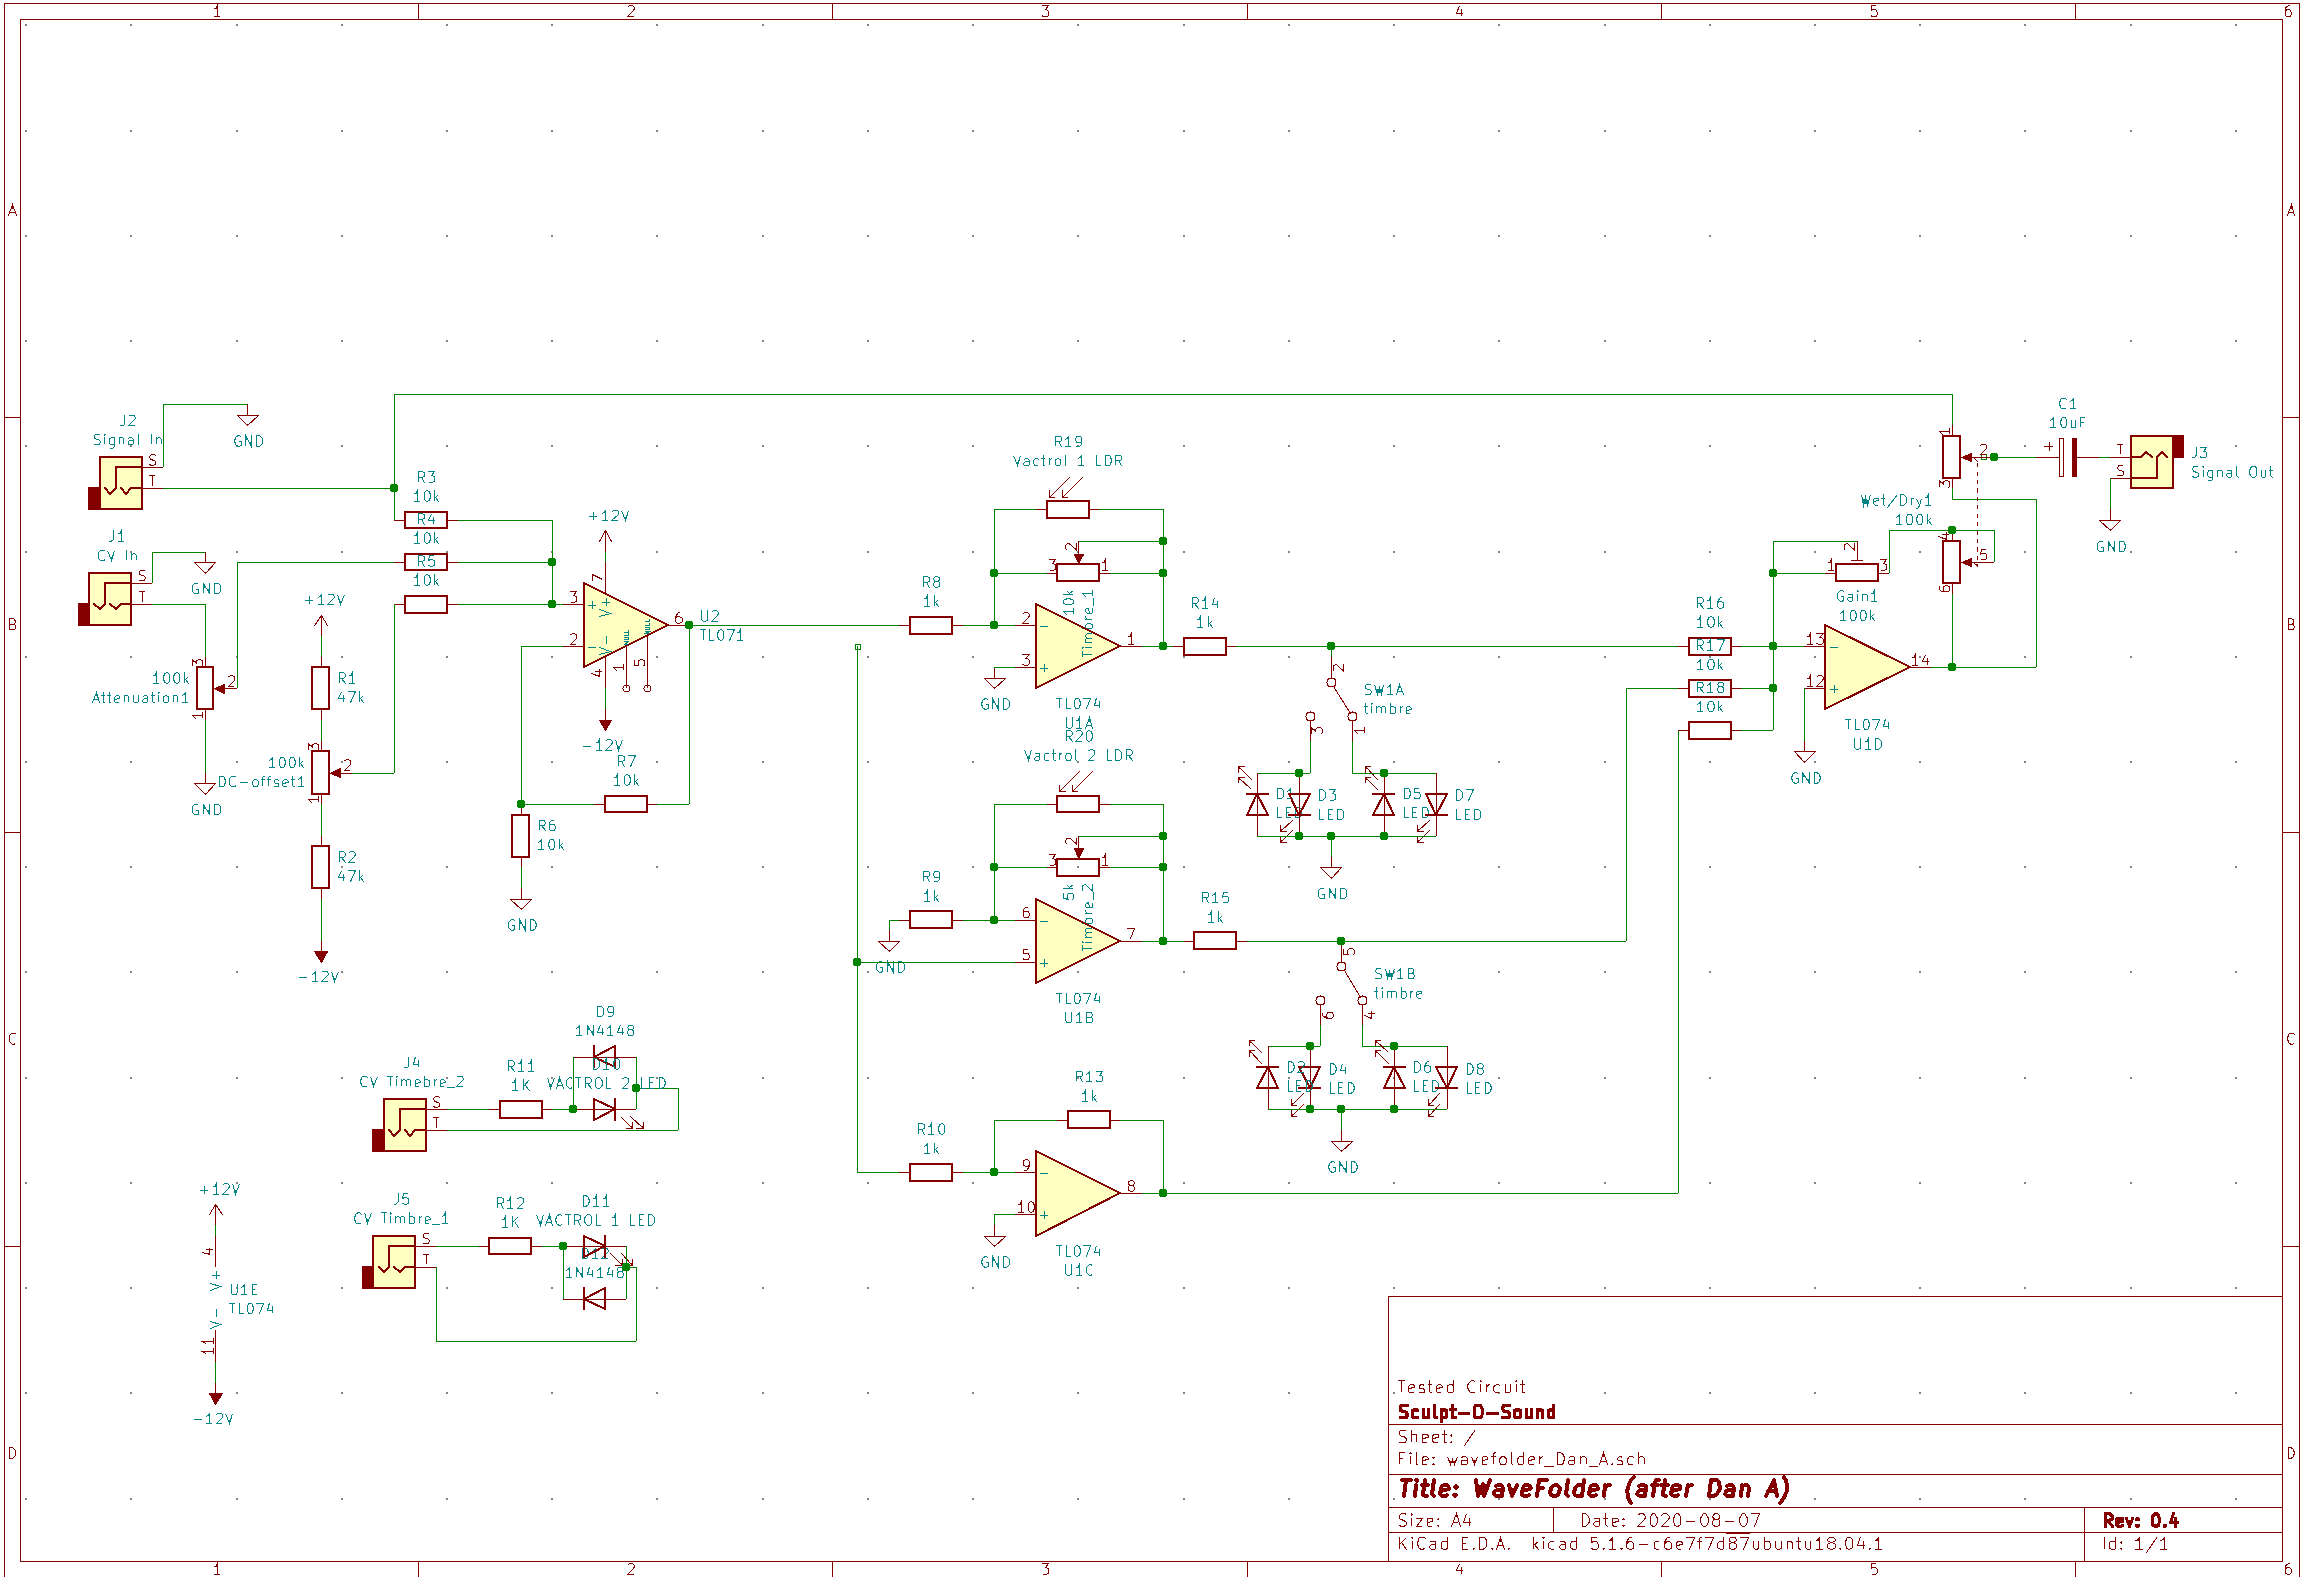 1 2 3 4 5 6
A A
J2
Signal In
S
T
GND
J1
CV In
S
T
GND
R3
10k
R4
10k
R5
10k
3
2
1
100k
Attenuation1
GND
+12V
R1
47k
3
2
1
100k
DC-offset1
R2
47k
-12V
+12V
7
3
2
6
4
1
5
+
-
V+
V-
NULL
NULL
U2
TL071
-12V
R7
10k
R6
10k
GND
R8
1k
R19
Vactrol 1 LDR
2
3
1
10k
Timbre_1
2
3
1
-
+
GND
TL074
U1A
R14
1k
R20
Vactrol 2 LDR
2
3
1
5k
Timbre_2
R9
1k
GND
6
5
7
-
+
TL074
U1B
R15
1k
R10
1k
R13
1k
9
10
8
-
+
GND
TL074
U1C
2
3
1
SW1A
timbre
D1
LED
D3
LED
D5
LED
D7
LED
GND
5
6
4
SW1B
timbre
D2
LED
D4
LED
D6
LED
D8
LED
GND
R16
10k
R17
10k
R18
10k
13
12
14
-
+
GND
TL074
U1D
1
2
3
Gain1
100k
Wet/Dry1
100k
1
2
3
4
5
6
C1
10uF
+
T
S
J3
Signal Out
GND
B B
J4
CV Timebre_2
S
T
R11
1K
D9
1N4148
D10
VACTROL 2 LED
J5
CV Timbre_1
S
T
R12
1K
D11
VACTROL 1 LED
D12
1N4148
+12V
4
V+
V-
11
U1E
TL074
-12V
C C
D D
Tested Circuit
Sculpt-O-Sound
Sheet: /
File: wavefolder_Dan_A.sch
Title: WaveFolder (after Dan A)
Size: A4 Date: 2020-08-07 Rev: 0.4
KiCad E.D.A. kicad 5.1.6-c6e7f7d87ubuntu18.04.1 Id: 1/1
1 2 3 4 5 6